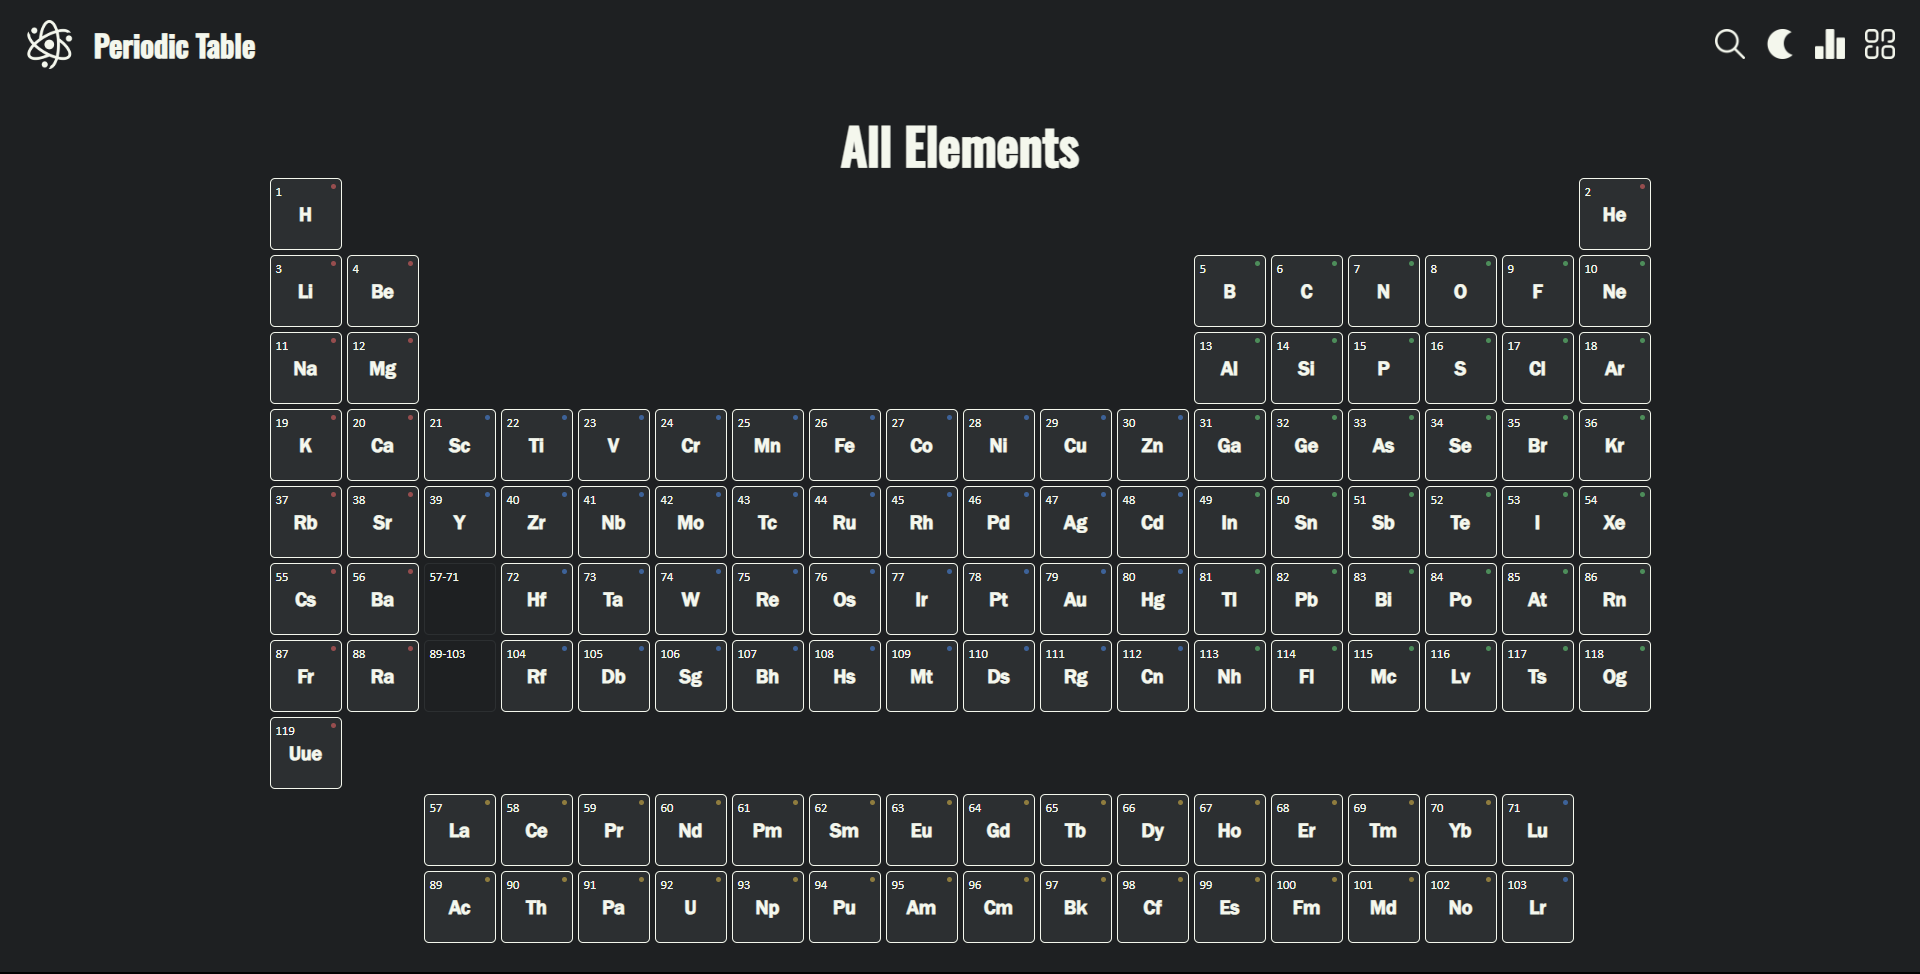 Periodic Table
All Elements
1 2
H He
3 4 5 6 7 8 9 10
Li Be B C N O F Ne
11 12 13 14 15 16 17 18
Na Mg Al Si P S Cl Ar
19 20 21 22 23 24 25 26 27 28 29 30 31 32 33 34 35 36
K Ca Sc Ti V Cr Mn Fe Co Ni Cu Zn Ga Ge As Se Br Kr
37 38 39 40 41 42 43 44 45 46 47 48 49 50 51 52 53 54
Rb Sr Y Zr Nb Mo Tc Ru Rh Pd Ag Cd In Sn Sb Te I Xe
55 56 57-71 72 73 74 75 76 77 78 79 80 81 82 83 84 85 86
Cs Ba Hf Ta W Re Os Ir Pt Au Hg Tl Pb Bi Po At Rn
87 88 89-103 104 105 106 107 108 109 110 111 112 113 114 115 116 117 118
Fr Ra Rf Db Sg Bh Hs Mt Ds Rg Cn Nh Fl Mc Lv Ts Og
119
Uue
57 58 59 60 61 62 63 64 65 66 67 68 69 70 71
La Ce Pr Nd Pm Sm Eu Gd Tb Dy Ho Er Tm Yb Lu
89 90 91 92 93 94 95 96 97 98 99 100 101 102 103
Ac Th Pa U Np Pu Am Cm Bk Cf Es Fm Md No Lr